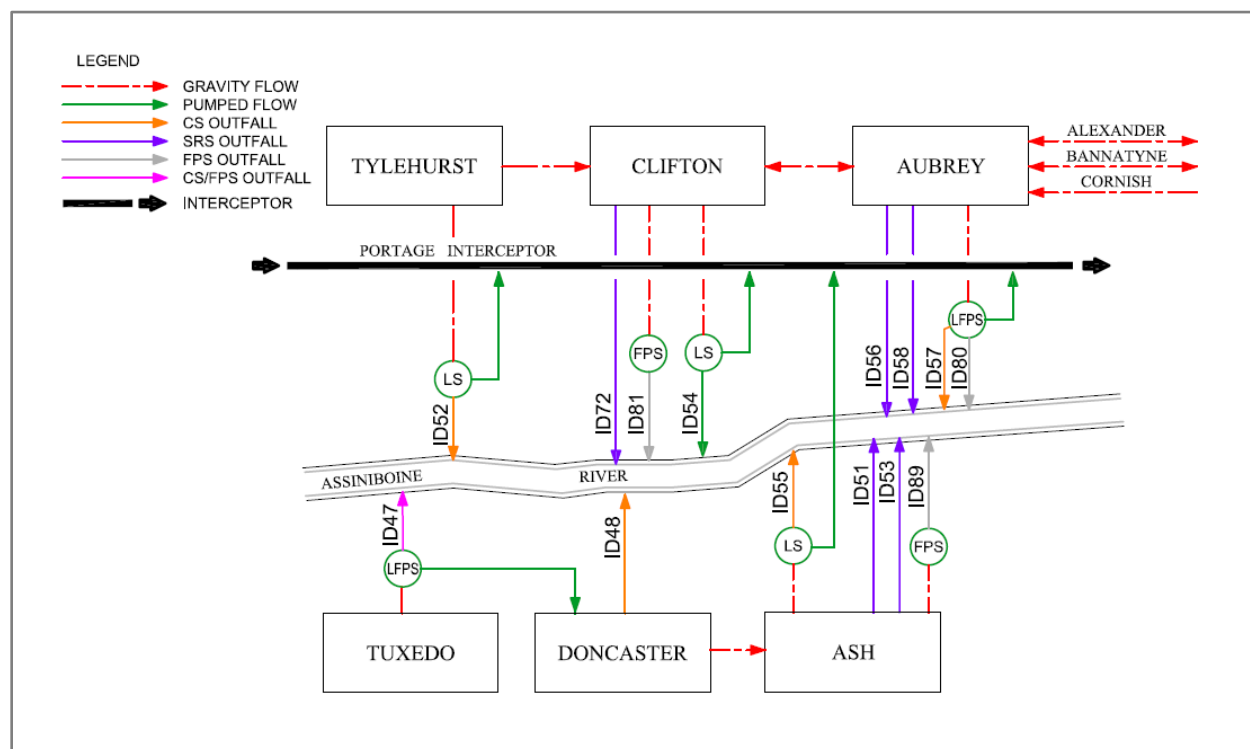 LEGEND
GRAVITY FLOW
PUMPED FLOW
CS OUTFALL
SRS OUTFALL
FPS OUTFALL
CS/FPS OUTFALL
INTERCEPTOR
TYLEHURST
CLIFTON
AUBREY
ALEXANDER
BANNATYNE
CORNISH
PORTAGE INTERCEPTOR
LS
FPS
LS
LFPS
ID52
ID72
ID81
ID54
ID56
ID58
ID57
ID80
ASSINIBOINE RIVER
ID47
ID48
ID55
ID51
ID53
ID89
LFPS
LS
FPS
TUXEDO
DONCASTER
ASH